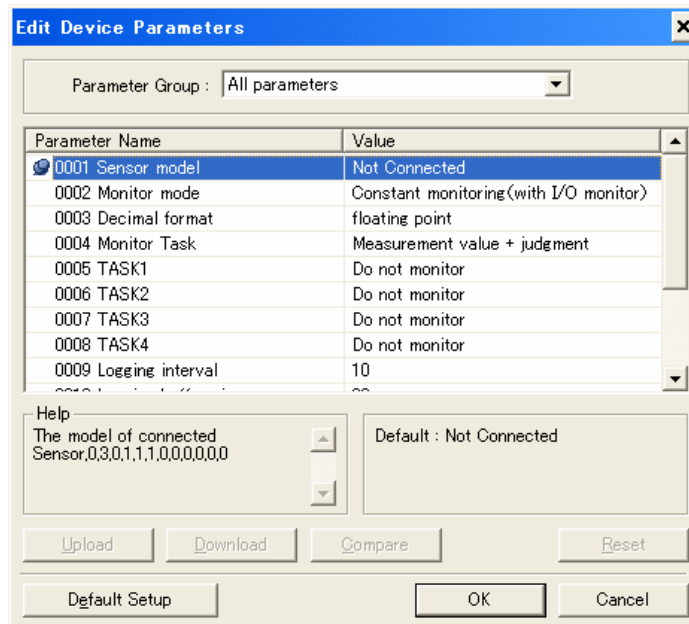 Edit Device Parameters
Parameter Group : All parameters
Parameter Name Value
0001 Sensor model Not Connected
0002 Monitor mode Constant monitoring(with I/O monitor)
0003 Decimal format floating point
0004 Monitor Task Measurement value + judgment
0005 TASK1 Do not monitor
0006 TASK2 Do not monitor
0007 TASK3 Do not monitor
0008 TASK4 Do not monitor
0009 Logging interval 10
Help
The model of connected
Sensor,0,3,0,1,1,1,0,0,0,0,0,0
Default : Not Connected
Upload Download Compare Reset
Default Setup OK Cancel